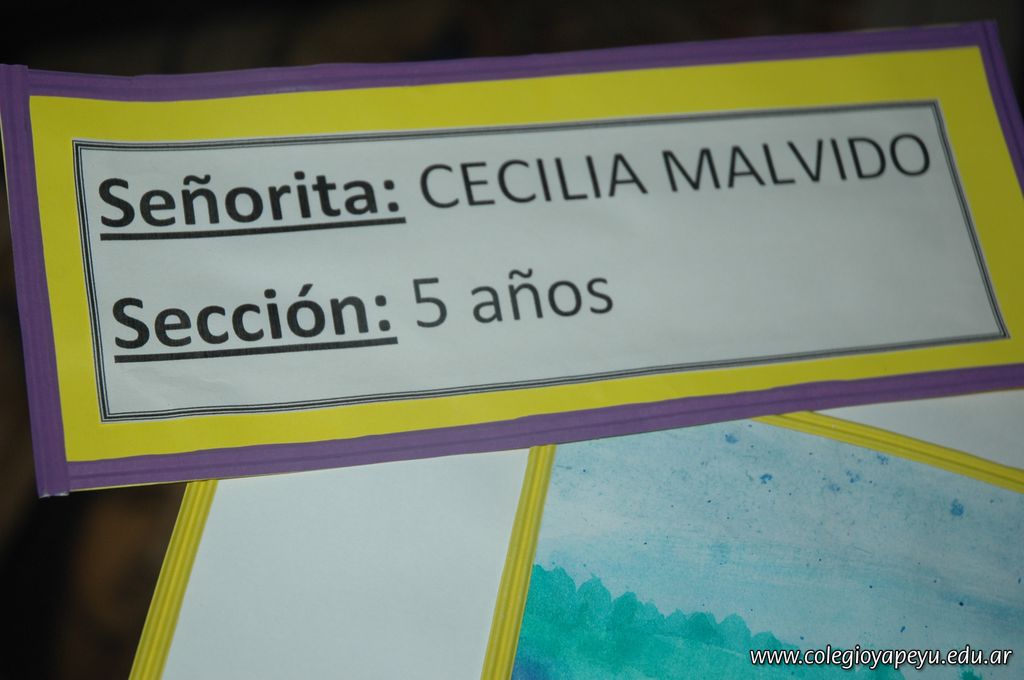 Señorita: CECILIA MALVIDO
Sección: 5 años
www.colegioyapeyu.edu.ar